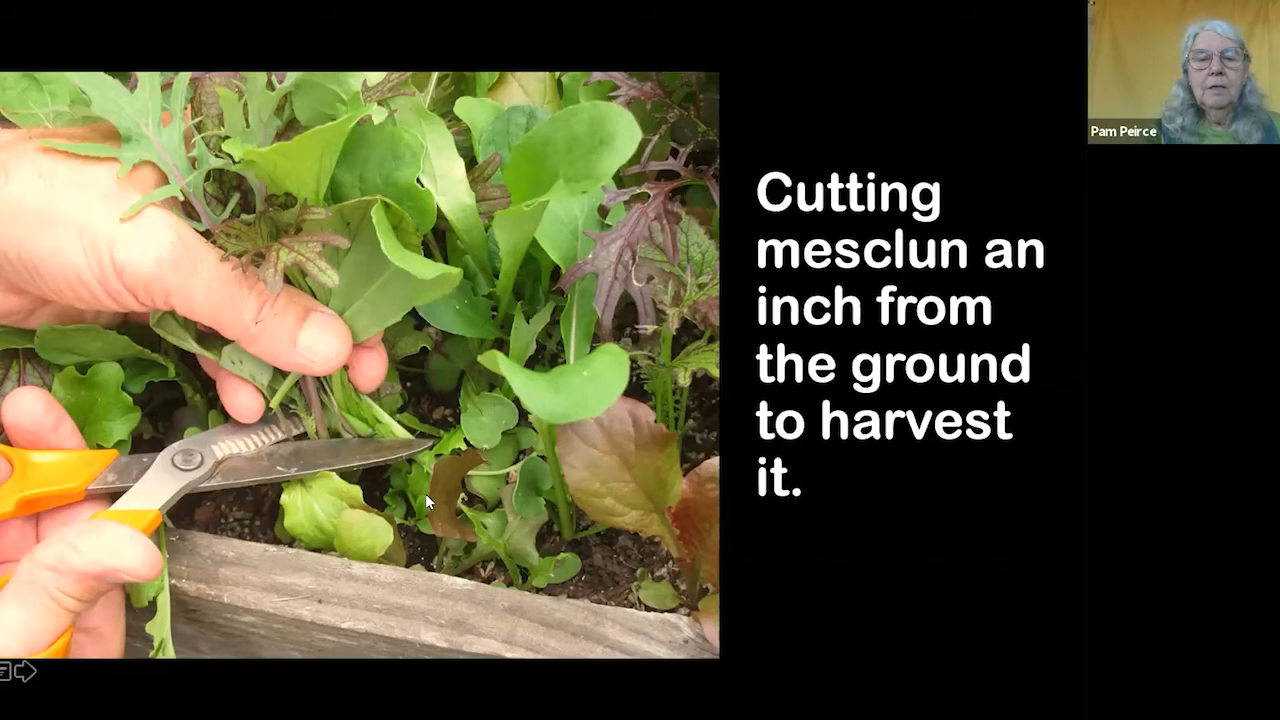 Pam Peirce
Cutting
mesclun an
inch from
the ground
to harvest
it.